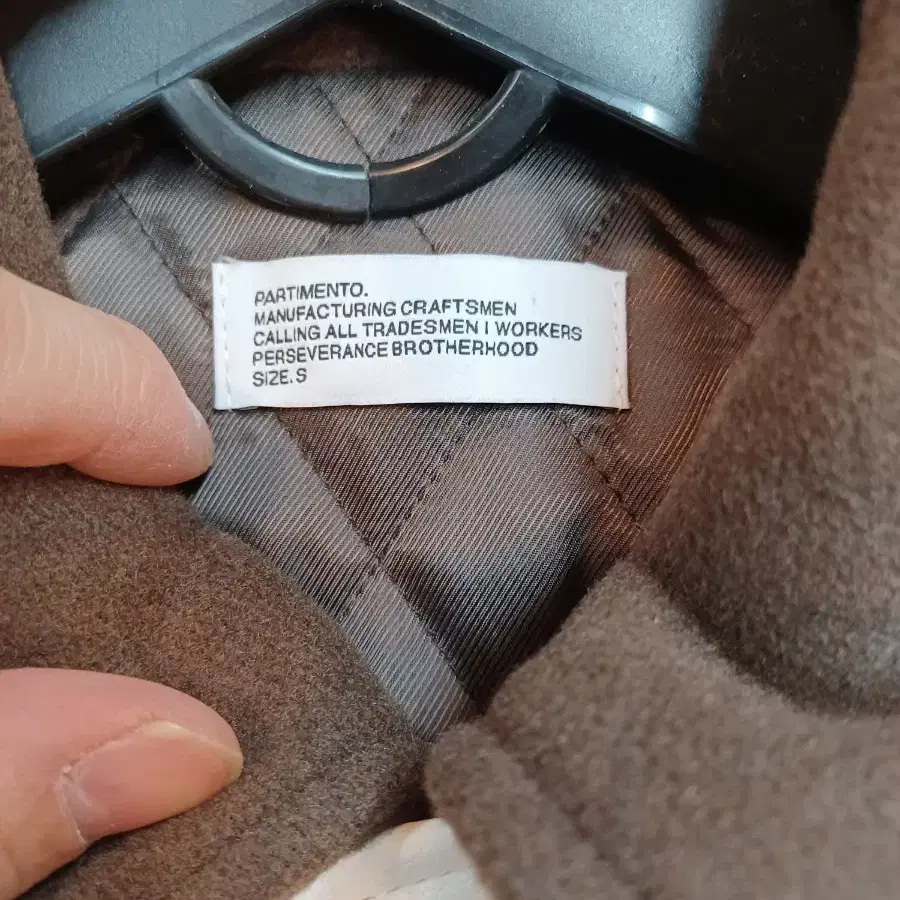 PARTIMENTO.
MANUFACTURING CRAFTSMEN
CALLING ALL TRADESMEN I WORKERS
PERSEVERANCE BROTHERHOOD
SIZE. S